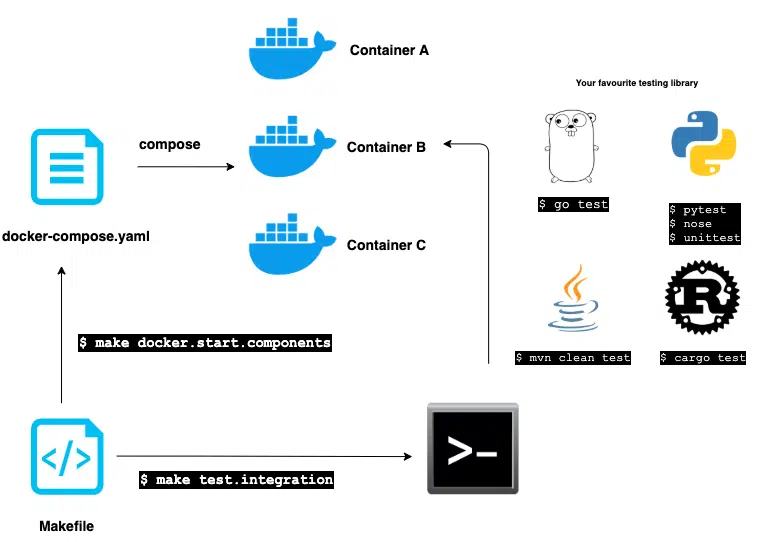 Container A
Your favourite testing library
compose
Container B
$ go test
$ pytest
$ nose
$ unittest
docker-compose.yaml
Container C
R
$ make docker.start.components
$ mvn clean test
$ cargo test
</>
>-
$ make test.integration
Makefile